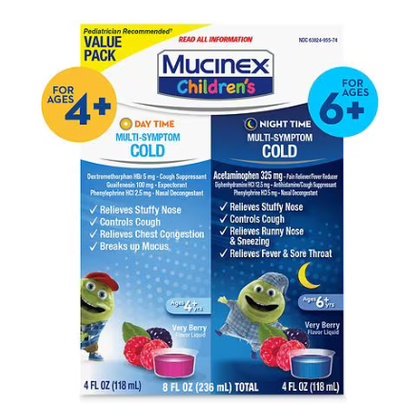 Pediatrician Recommended*
VALUE
PACK
READ ALL INFORMATION
NDC 63824-955-74
Mucinex
Children's
FOR
AGES
4+
FOR
AGES
6+
DAY TIME
MULTI-SYMPTOM
COLD
Dextromethorphan HBr 5 mg - Cough Suppressant
Guaifenesin 100 mg - Expectorant
Phenylephrine HCl 2.5 mg - Nasal Decongestant
Relieves Stuffy Nose
Controls Cough
Relieves Chest Congestion
Breaks up Mucus
Ages 4+ yrs
Very Berry
Flavor Liquid
4 FL OZ (118 mL)
NIGHT TIME
MULTI-SYMPTOM
COLD
Acetaminophen 325 mg - Pain Reliever/Fever Reducer
Diphenhydramine HCl 12.5 mg - Antihistamine/Cough Suppressant
Phenylephrine HCl 5 mg - Nasal Decongestant
Relieves Stuffy Nose
Controls Cough
Relieves Runny Nose
& Sneezing
Relieves Fever & Sore Throat
Ages 6+ yrs
Very Berry
Flavor Liquid
8 FL OZ (236 mL) TOTAL
4 FL OZ (118 mL)